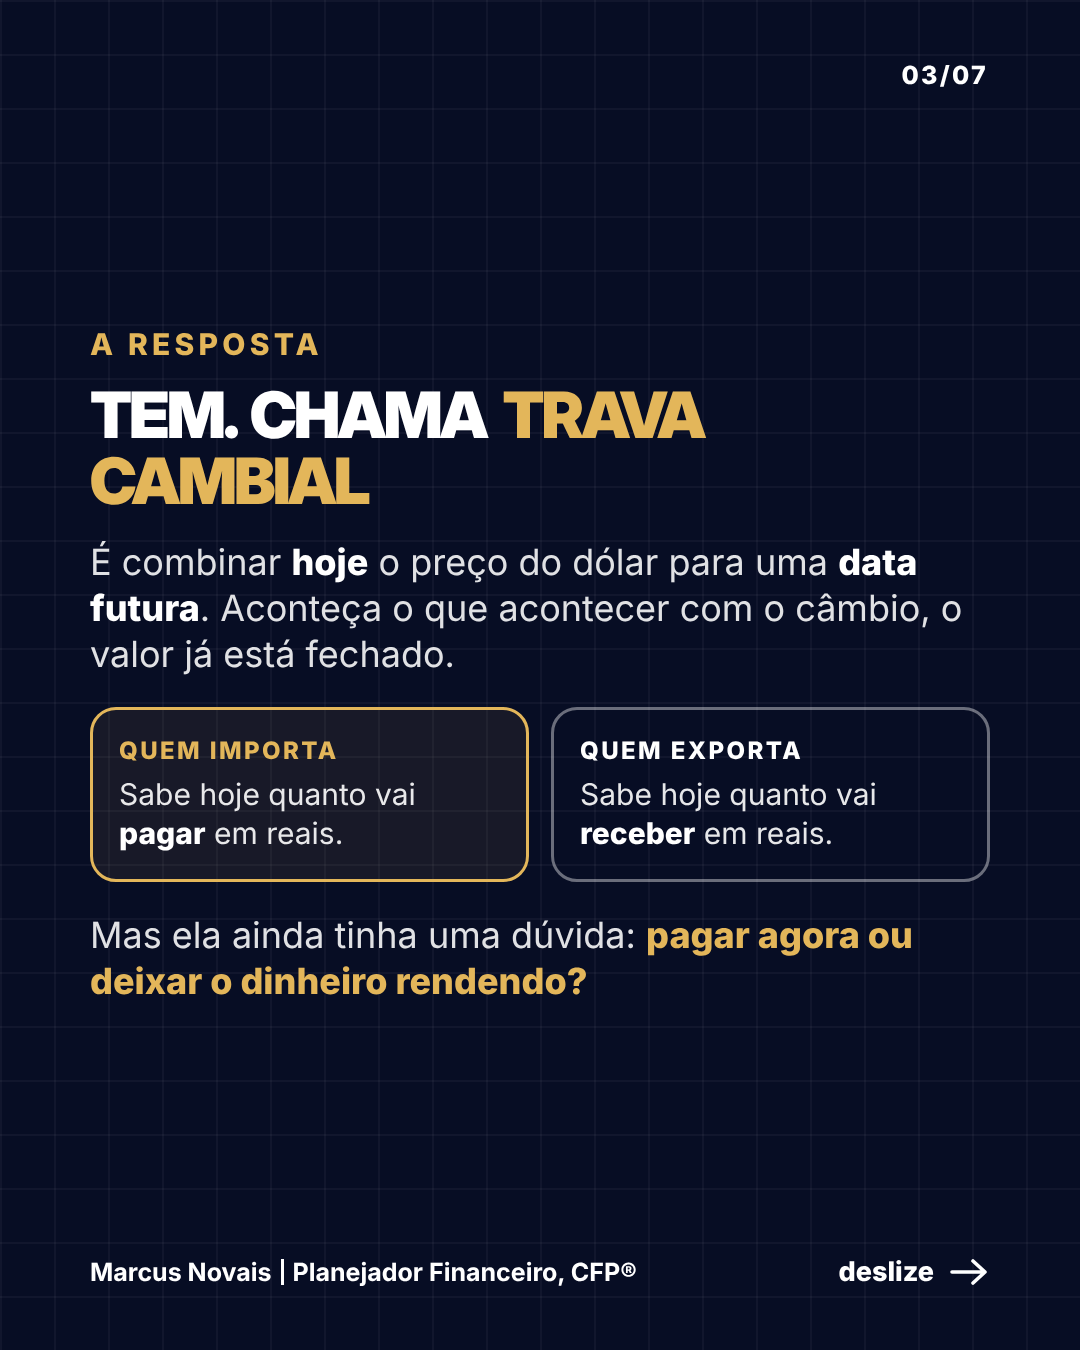 03/07
A RESPOSTA
TEM. CHAMA TRAVA
CAMBIAL
É combinar hoje o preço do dólar para uma data
futura. Aconteça o que acontecer com o câmbio, o
valor já está fechado.
QUEM IMPORTA
Sabe hoje quanto vai
pagar em reais.
QUEM EXPORTA
Sabe hoje quanto vai
receber em reais.
Mas ela ainda tinha uma dúvida: pagar agora ou
deixar o dinheiro rendendo?
Marcus Novais | Planejador Financeiro, CFP®
deslize →